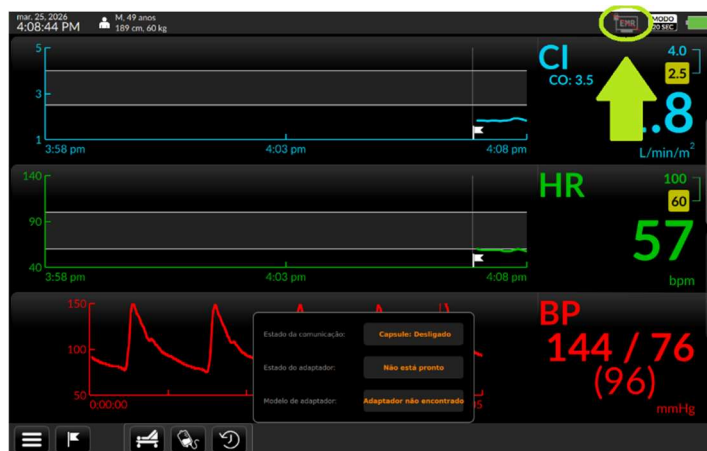 mar. 25, 2026
4:08:44 PM
M, 49 anos
189 cm, 60 kg
EMR
MODO
20 SEC
5
3
1
3:58 pm
4:03 pm
4:08 pm
CI
CO: 3.5
4.0
2.5
.8
L/min/m²
140
90
40
3:58 pm
4:03 pm
4:08 pm
HR
100
60
57
bpm
150
100
50
0:00:00
BP
144 / 76
(96)
mmHg
Estado da comunicação:
Capsule: Desligado
Estado do adaptador:
Não está pronto
Modelo de adaptador:
Adaptador não encontrado